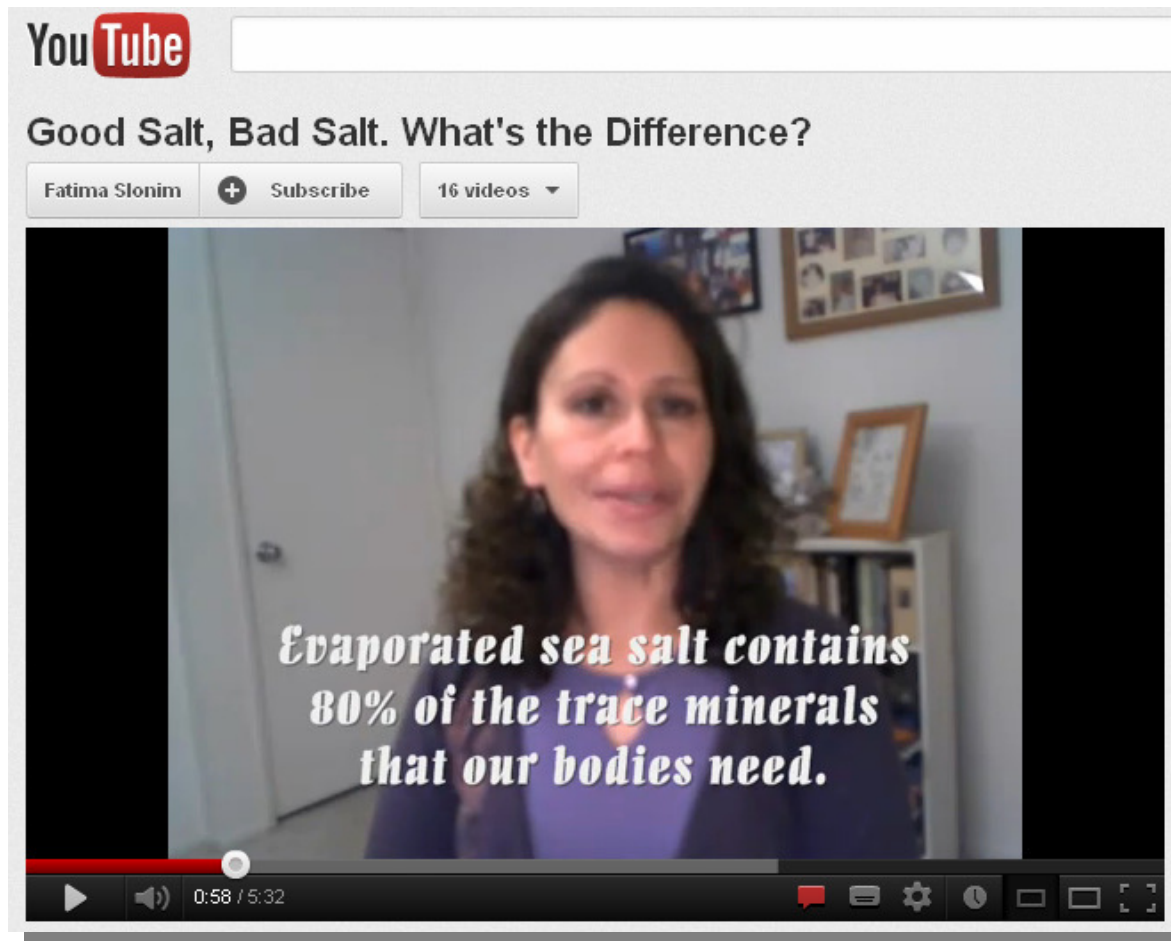 YouTube
Good Salt, Bad Salt. What's the Difference?
Fatima Slonim
Subscribe
16 videos
Evaporated sea salt contains
80% of the trace minerals
that our bodies need.
0:58 / 5:32